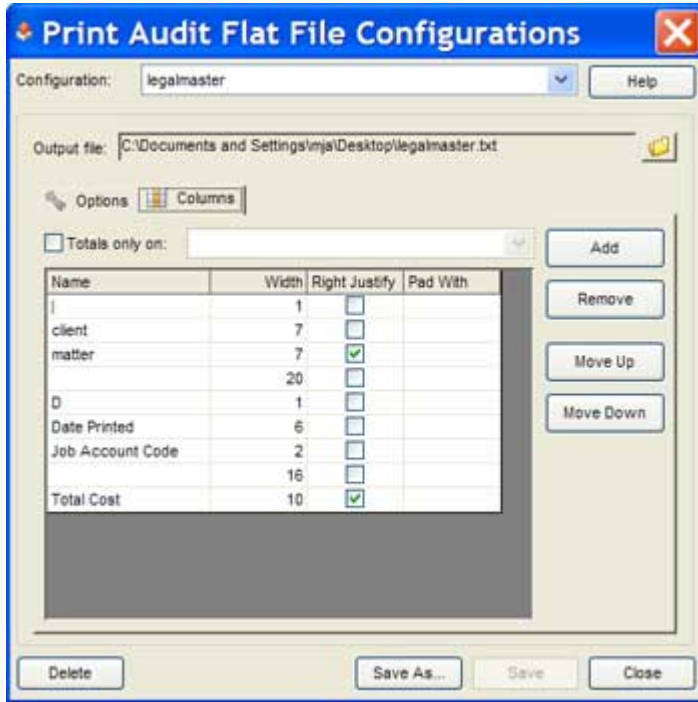 Print Audit Flat File Configurations
Configuration: legalmaster Help
Output file: C:\Documents and Settings\mja\Desktop\legalmaster.txt
Options Columns
Totals only on: Add
Name Width Right Justify Pad With
| 1
Remove
client 7
matter 7
Move Up
20
D 1
Move Down
Date Printed 6
Job Account Code 2
16
Total Cost 10
Delete Save As... Save Close